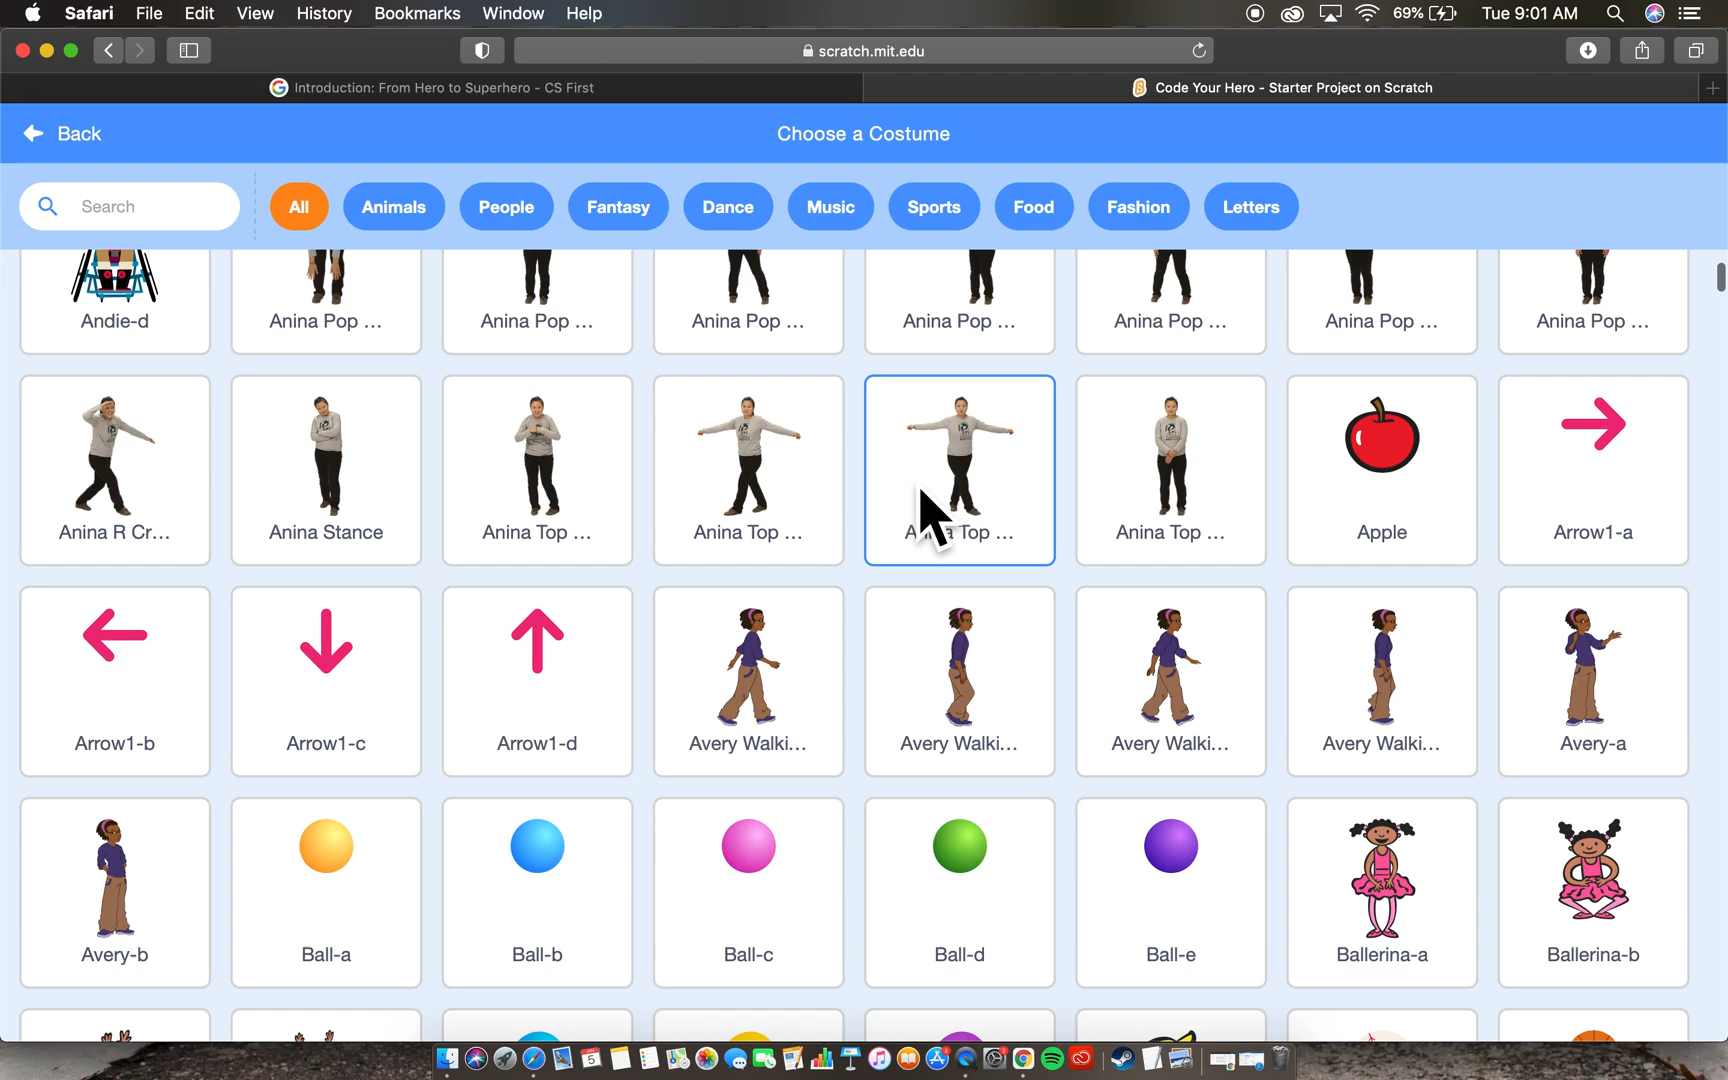 Safari File Edit View History Bookmarks Window Help 69% Tue 9:01 AM
scratch.mit.edu
Introduction: From Hero to Superhero - CS First
Code Your Hero - Starter Project on Scratch
Back
Choose a Costume
Search All Animals People Fantasy Dance Music Sports Food Fashion Letters
Andie-d Anina Pop ... Anina Pop ... Anina Pop ... Anina Pop ... Anina Pop ... Anina Pop ... Anina Pop ...
Anina R Cr... Anina Stance Anina Top ... Anina Top ... Top ... Anina Top ... Apple Arrow1-a
Arrow1-b Arrow1-c Arrow1-d Avery Walki... Avery Walki... Avery Walki... Avery Walki... Avery-a
Avery-b Ball-a Ball-b Ball-c Ball-d Ball-e Ballerina-a Ballerina-b
5